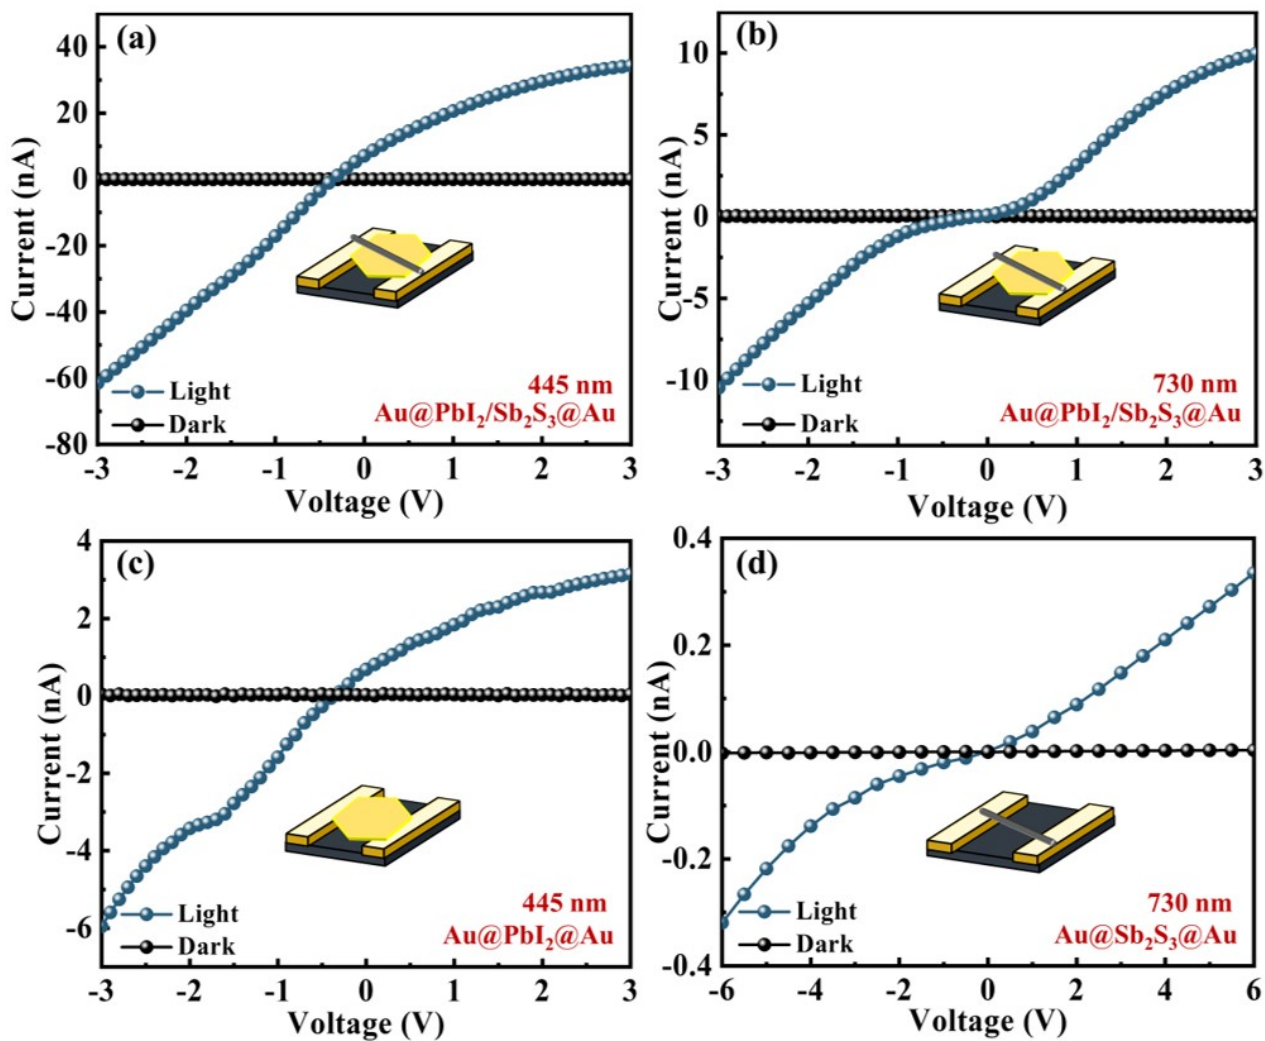 (a)
40
20
0
-20
-40
-60
-80
Current (nA)
Light
Dark
445 nm
Au@PbI₂/Sb₂S₃@Au
-3 -2 -1 0 1 2 3
Voltage (V)
(b)
10
5
0
-5
-10
Current (nA)
Light
Dark
730 nm
Au@PbI₂/Sb₂S₃@Au
-3 -2 -1 0 1 2 3
Voltage (V)
(c)
4
2
0
-2
-4
-6
Current (nA)
Light
Dark
445 nm
Au@PbI₂@Au
-3 -2 -1 0 1 2 3
Voltage (V)
(d)
0.4
0.2
0.0
-0.2
-0.4
Current (nA)
Light
Dark
730 nm
Au@Sb₂S₃@Au
-6 -4 -2 0 2 4 6
Voltage (V)